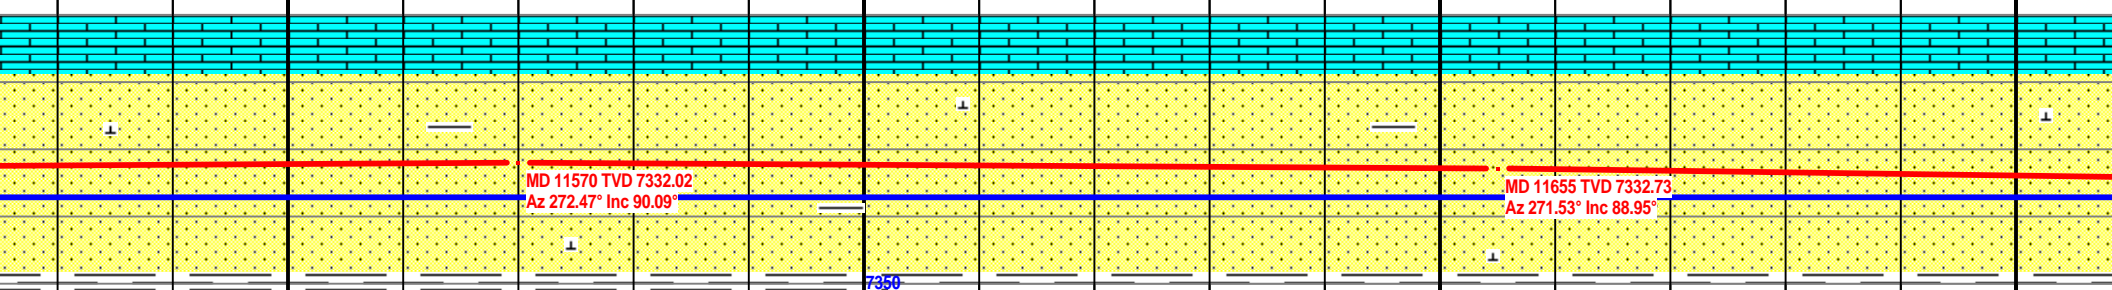 MD 11570 TVD 7332.02
Az 272.47° Inc 90.09°
MD 11655 TVD 7332.73
Az 271.53° Inc 88.95°
7350